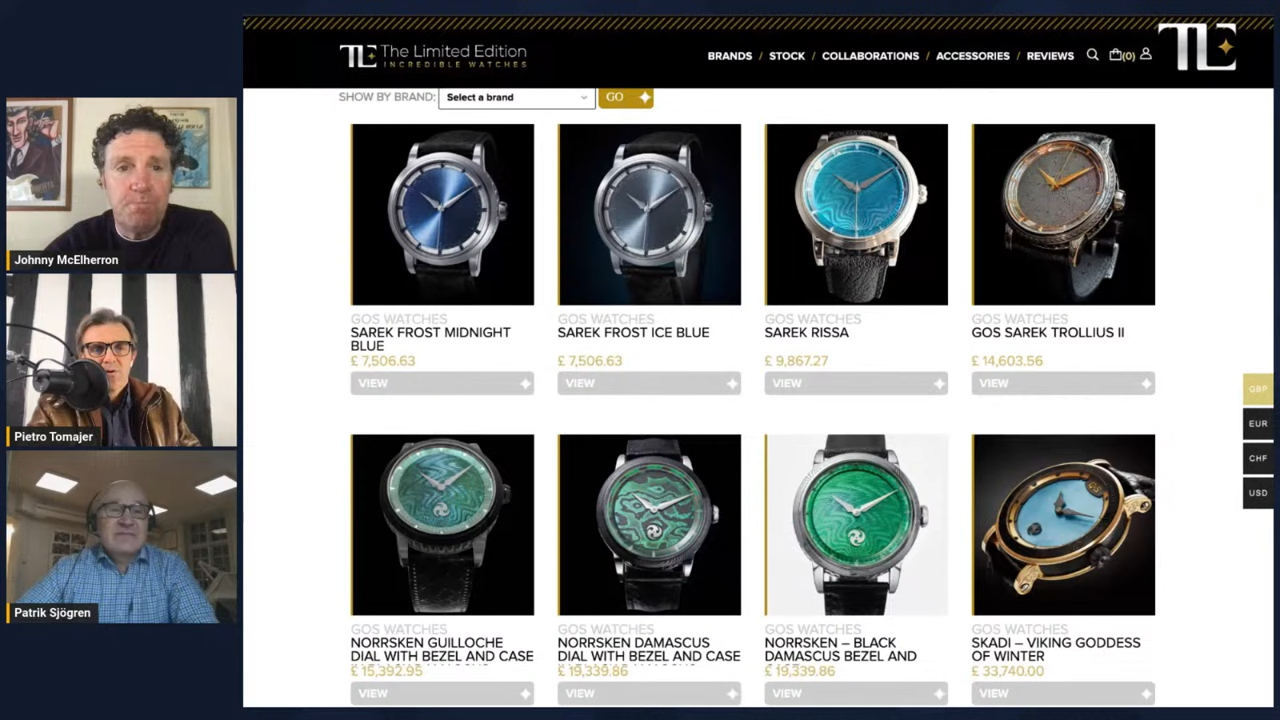 The Limited Edition
INCREDIBLE WATCHES
BRANDS / STOCK / COLLABORATIONS / ACCESSORIES / REVIEWS
(0)
TLE
SHOW BY BRAND:
Select a brand
GO
Johnny McElherron
Pietro Tomajer
Patrik Sjögren
GOS WATCHES
SAREK FROST MIDNIGHT
BLUE
£ 7,506.63
VIEW
GOS WATCHES
SAREK FROST ICE BLUE
£ 7,506.63
VIEW
GOS WATCHES
SAREK RISSA
£ 9,867.27
VIEW
GOS WATCHES
GOS SAREK TROLLIUS II
£ 14,603.56
VIEW
GBP
EUR
CHF
USD
GOS WATCHES
NORRSKEN GUILLOCHE
DIAL WITH BEZEL AND CASE
£ 15,392.95
VIEW
GOS WATCHES
NORRSKEN DAMASCUS
DIAL WITH BEZEL AND CASE
£ 19,339.86
VIEW
GOS WATCHES
NORRSKEN – BLACK
DAMASCUS BEZEL AND
£ 19,339.86
VIEW
GOS WATCHES
SKADI – VIKING GODDESS
OF WINTER
£ 33,740.00
VIEW